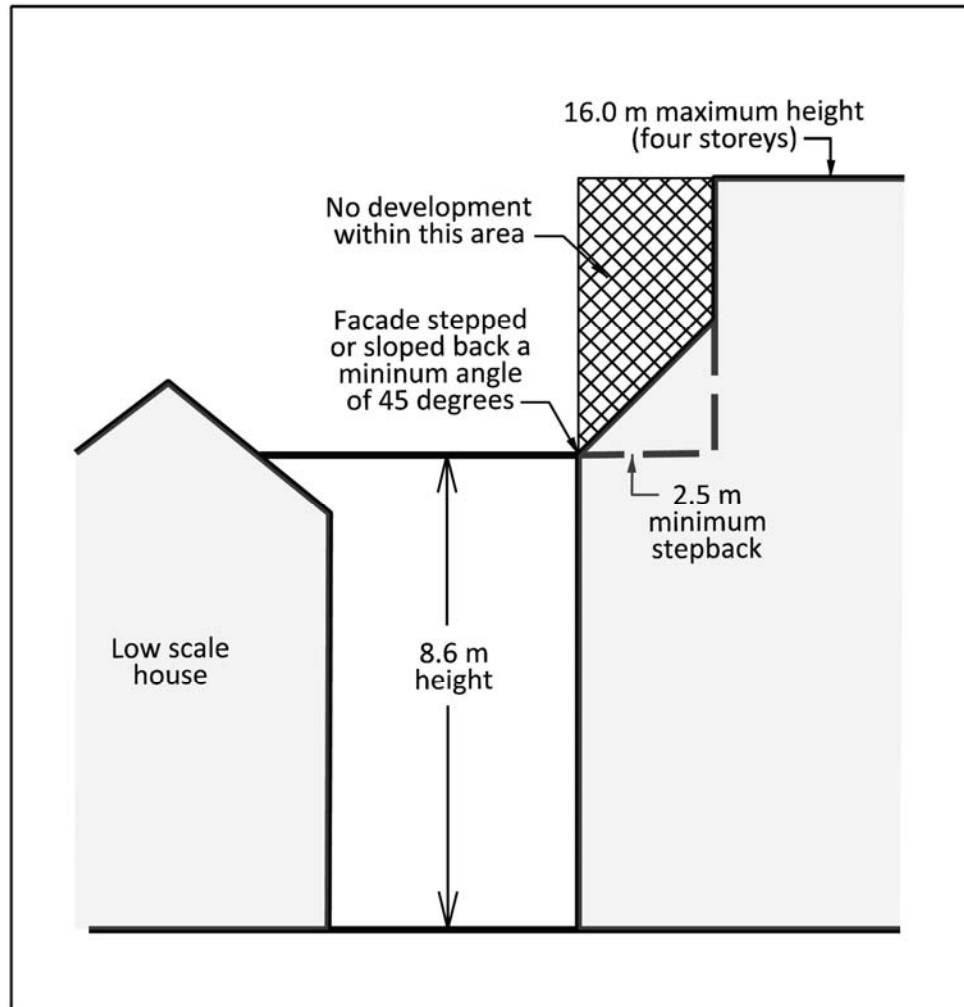 16.0 m maximum height
(four storeys)
No development
within this area
Facade stepped
or sloped back a
mininum angle
of 45 degrees
2.5 m
minimum
stepback
Low scale
house
8.6 m
height